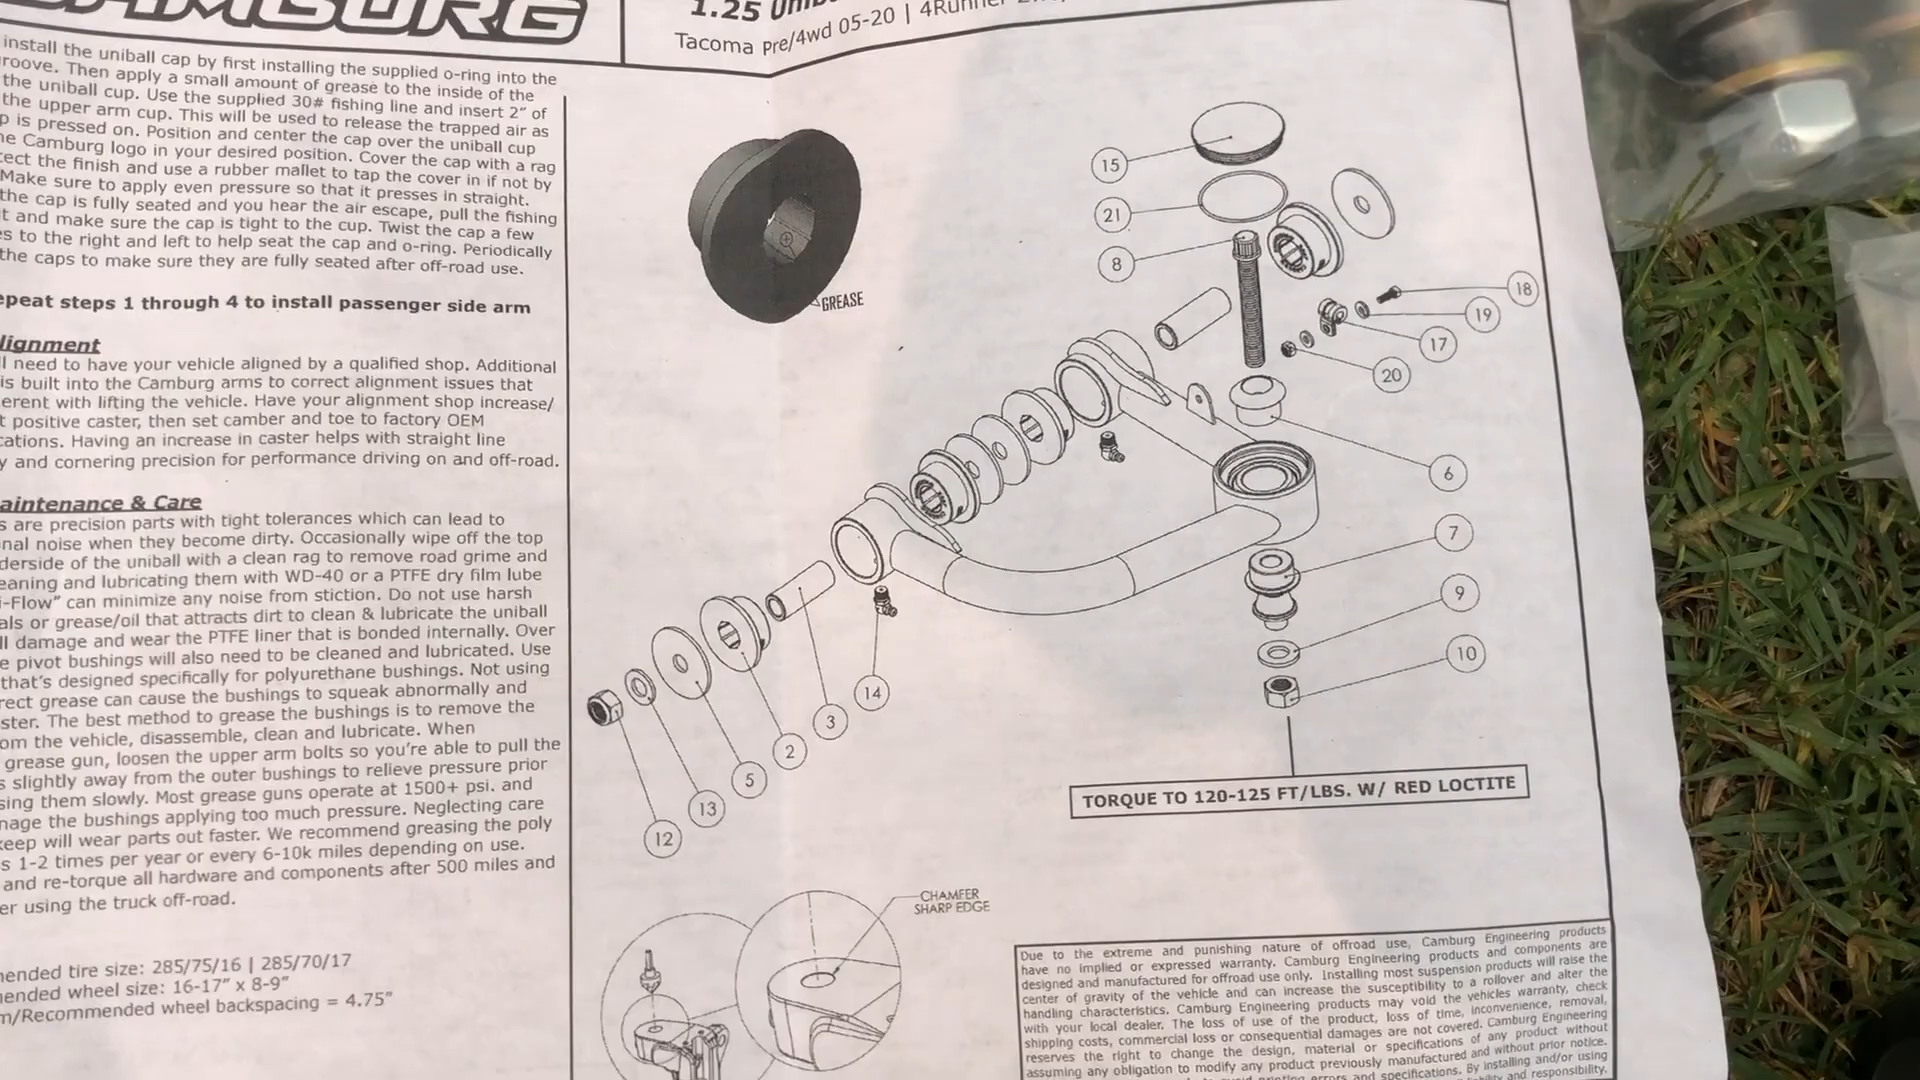 CAMBURG
1.25
Tacoma pre/4wd 05-20 | 4Runner
install the uniball cap by first installing the supplied o-ring into the
roove. Then apply a small amount of grease to the inside of the
the uniball cup. Use the supplied 30# fishing line and insert 2" of
the upper arm cup. This will be used to release the trapped air as
p is pressed on. Position and center the cap over the uniball cup
he Camburg logo in your desired position. Cover the cap with a rag
tect the finish and use a rubber mallet to tap the cover in if not by
Make sure to apply even pressure so that it presses in straight.
the cap is fully seated and you hear the air escape, pull the fishing
t and make sure the cap is tight to the cup. Twist the cap a few
es to the right and left to help seat the cap and o-ring. Periodically
the caps to make sure they are fully seated after off-road use.
epeat steps 1 through 4 to install passenger side arm
lignment
ll need to have your vehicle aligned by a qualified shop. Additional
is built into the Camburg arms to correct alignment issues that
erent with lifting the vehicle. Have your alignment shop increase/
t positive caster, then set camber and toe to factory OEM
cations. Having an increase in caster helps with straight line
y and cornering precision for performance driving on and off-road.
aintenance & Care
s are precision parts with tight tolerances which can lead to
nal noise when they become dirty. Occasionally wipe off the top
derside of the uniball with a clean rag to remove road grime and
eaning and lubricating them with WD-40 or a PTFE dry film lube
i-Flow" can minimize any noise from stiction. Do not use harsh
als or grease/oil that attracts dirt to clean & lubricate the uniball
ll damage and wear the PTFE liner that is bonded internally. Over
e pivot bushings will also need to be cleaned and lubricated. Use
that's designed specifically for polyurethane bushings. Not using
rrect grease can cause the bushings to squeak abnormally and
ster. The best method to grease the bushings is to remove the
om the vehicle, disassemble, clean and lubricate. When
grease gun, loosen the upper arm bolts so you're able to pull the
s slightly away from the outer bushings to relieve pressure prior
sing them slowly. Most grease guns operate at 1500+ psi. and
mage the bushings applying too much pressure. Neglecting care
keep will wear parts out faster. We recommend greasing the poly
s 1-2 times per year or every 6-10k miles depending on use.
and re-torque all hardware and components after 500 miles and
er using the truck off-road.
mended tire size: 285/75/16 | 285/70/17
mended wheel size: 16-17" x 8-9"
m/Recommended wheel backspacing = 4.75"
GREASE
15
21
8
18
19
17
20
6
7
9
10
14
3
2
5
13
12
TORQUE TO 120-125 FT/LBS. W/ RED LOCTITE
CHAMFER
SHARP EDGE
Due to the extreme and punishing nature of offroad use, Camburg Engineering products
have no implied or expressed warranty. Camburg Engineering products and components are
designed and manufactured for offroad use only. Installing most suspension products will raise the
center of gravity of the vehicle and can increase the susceptibility to a rollover and alter the
handling characteristics. Camburg Engineering products may void the vehicles warranty, check
with your local dealer. The loss of use of the product, loss of time, inconvenience, removal,
shipping costs, commercial loss or consequential damages are not covered. Camburg Engineering
reserves the right to change the design, material or specifications of any product without
assuming any obligation to modify any product previously manufactured and without prior notice.
printing errors and specifications. By installing and/or using
and responsibility.